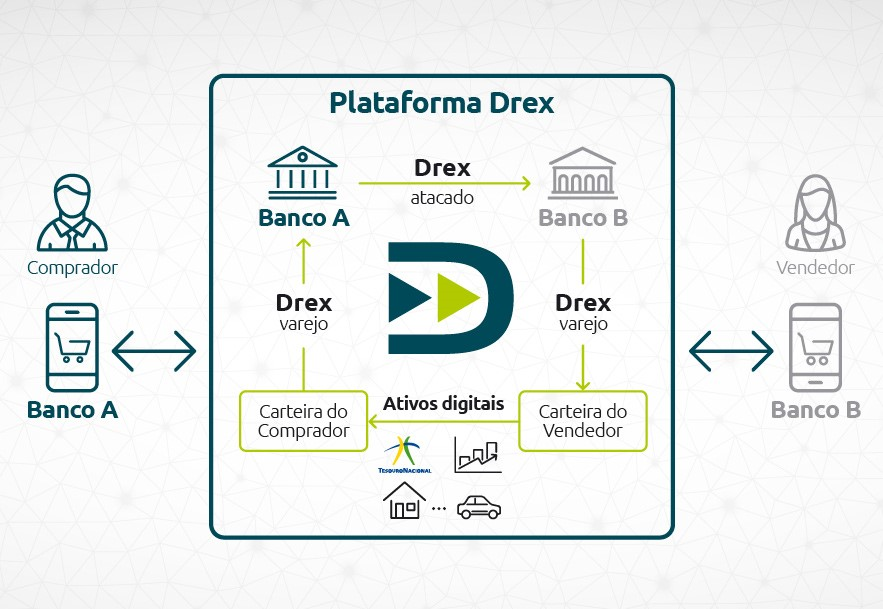 Plataforma Drex
Drex
atacado
Banco A
Banco B
Comprador
Vendedor
Drex
varejo
Drex
varejo
Banco A
Banco B
Carteira do
Comprador
Ativos digitais
Carteira do
Vendedor
TesouroNacional
...